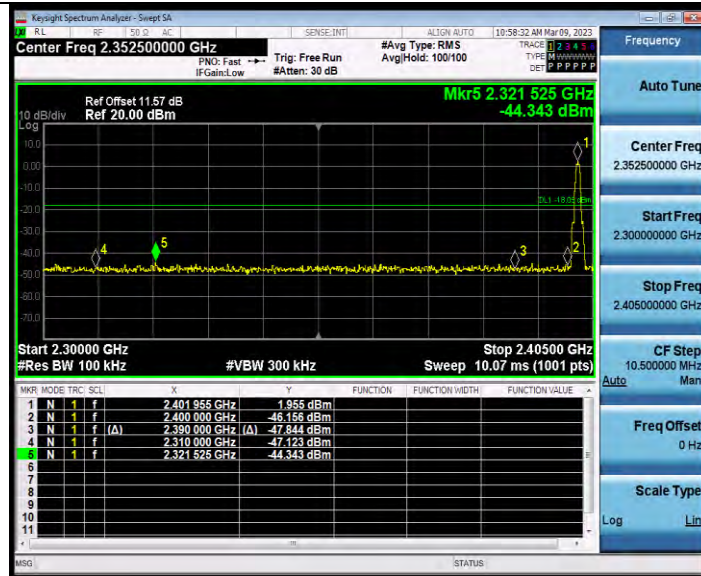 Keysight Spectrum Analyzer - Swept SA
RL RF 50 Ω AC SENSE:INT ALIGN AUTO 10:58:32 AM Mar 09, 2023
Center Freq 2.352500000 GHz
PNO: Fast
IFGain:Low
Trig: Free Run
#Atten: 30 dB
#Avg Type: RMS
Avg|Hold: 100/100
TRACE 1 2 3 4 5 6
TYPE M
DET P P P P P P
Frequency
Auto Tune
Center Freq
2.352500000 GHz
Start Freq
2.300000000 GHz
Stop Freq
2.405000000 GHz
CF Step
10.500000 MHz
Auto Man
Freq Offset
0 Hz
Scale Type
Log Lin
Mkr5 2.321 525 GHz
-44.343 dBm
Ref Offset 11.57 dB
10 dB/div Ref 20.00 dBm
Log
10.0
0.00
-10.0
-20.0
-30.0
-40.0
-50.0
-60.0
-70.0
DL1 -18.05 dBm
1
2
3
4
5
Start 2.30000 GHz Stop 2.40500 GHz
#Res BW 100 kHz #VBW 300 kHz Sweep 10.07 ms (1001 pts)
MKR MODE TRC SCL X Y FUNCTION FUNCTION WIDTH FUNCTION VALUE
1 N 1 f 2.401 955 GHz 1.955 dBm
2 N 1 f 2.400 000 GHz -46.156 dBm
3 N 1 f (Δ) 2.390 000 GHz (Δ) -47.844 dBm
4 N 1 f 2.310 000 GHz -47.123 dBm
5 N 1 f 2.321 525 GHz -44.343 dBm
6
7
8
9
10
11
MSG STATUS